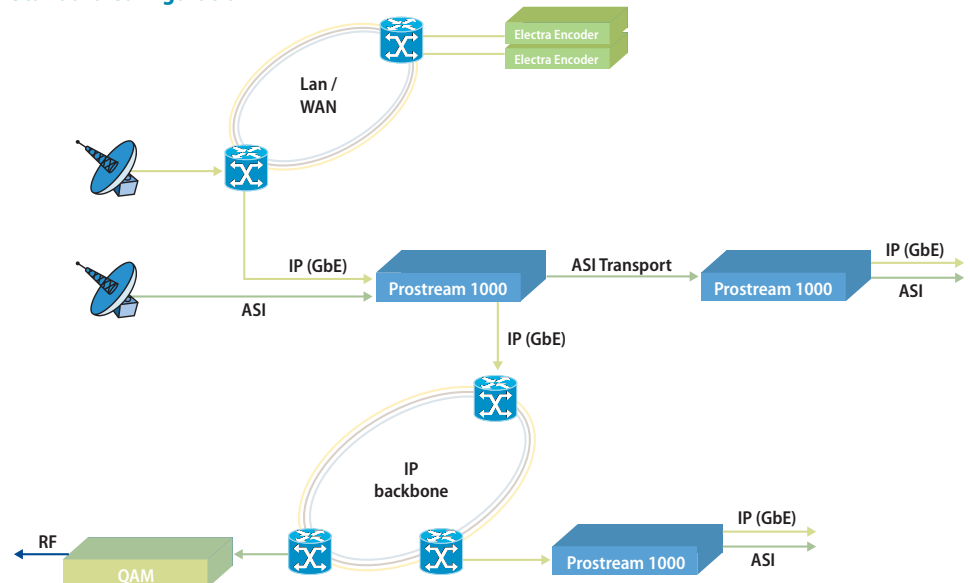 Electra Encoder
Electra Encoder
Lan /
WAN
IP (GbE)
ASI
Prostream 1000
ASI Transport
Prostream 1000
IP (GbE)
ASI
IP (GbE)
IP
backbone
RF
QAM
Prostream 1000
IP (GbE)
ASI